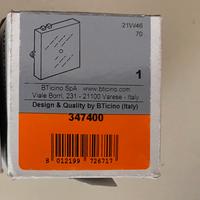 21W46
70
1
BTicino SpA www.bticino.com
Viale Borri, 231 - 21100 Varese - Italy
Design & Quality by BTicino (Italy)
347400
8 012199 726717